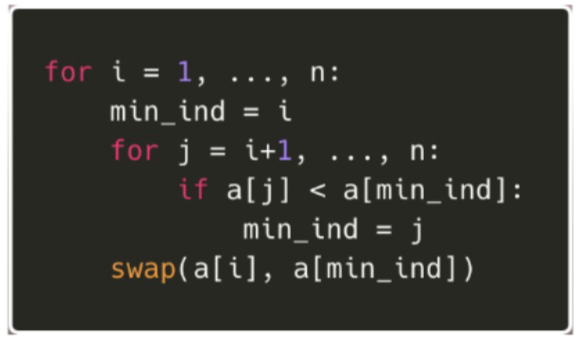 for i = 1, ..., n:
    min_ind = i
    for j = i+1, ..., n:
        if a[j] < a[min_ind]:
            min_ind = j
    swap(a[i], a[min_ind])